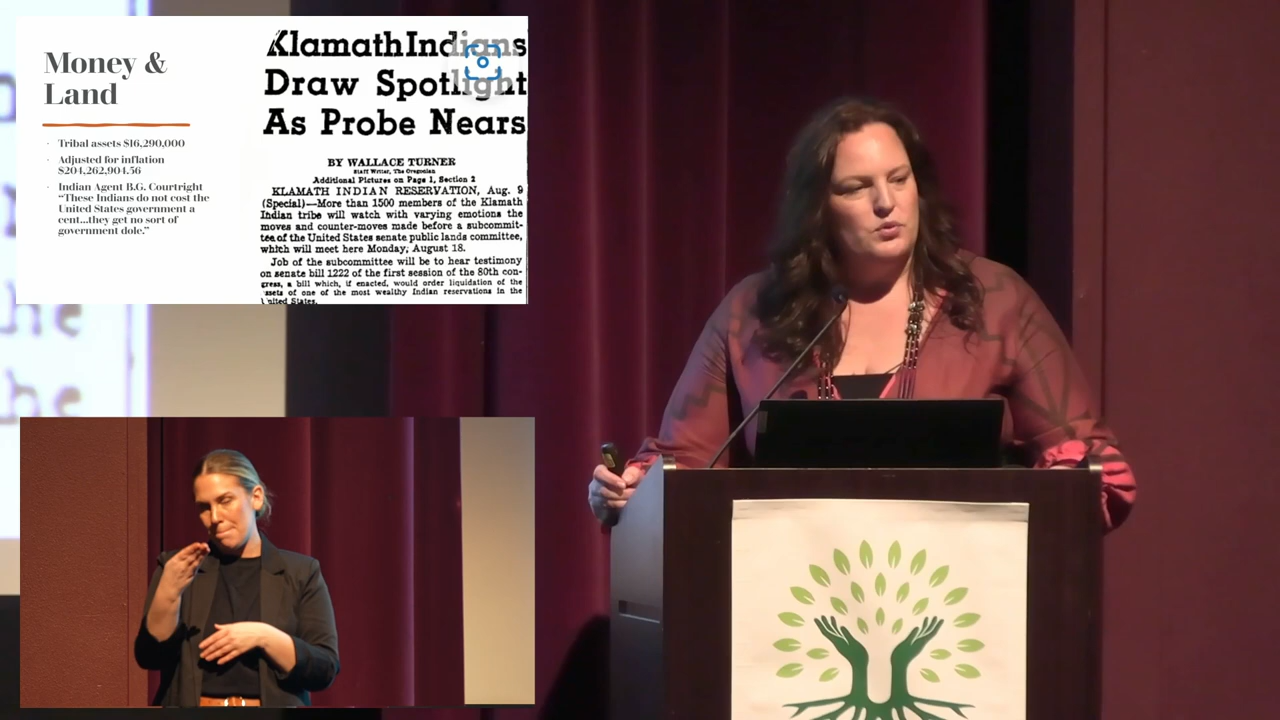 Money &
Land
Tribal assets $16,290,000
Adjusted for inflation
$204,262,904.56
Indian Agent B.G. Courtright
“These Indians do not cost the
United States government a
cent...they get no sort of
government dole.”
Klamath Indians
Draw Spotlight
As Probe Nears
BY WALLACE TURNER
Staff Writer, The Oregonian
Additional Pictures on Page 1, Section 2
KLAMATH INDIAN RESERVATION, Aug. 9
(Special)—More than 1500 members of the Klamath
Indian tribe will watch with varying emotions the
moves and counter-moves made before a subcommit-
tee of the United States senate public lands committee,
which will meet here Monday, August 18.
Job of the subcommittee will be to hear testimony
on senate bill 1222 of the first session of the 80th con-
gress, a bill which, if enacted, would order liquidation of the
assets of one of the most wealthy Indian reservations in the
United States.
he
the